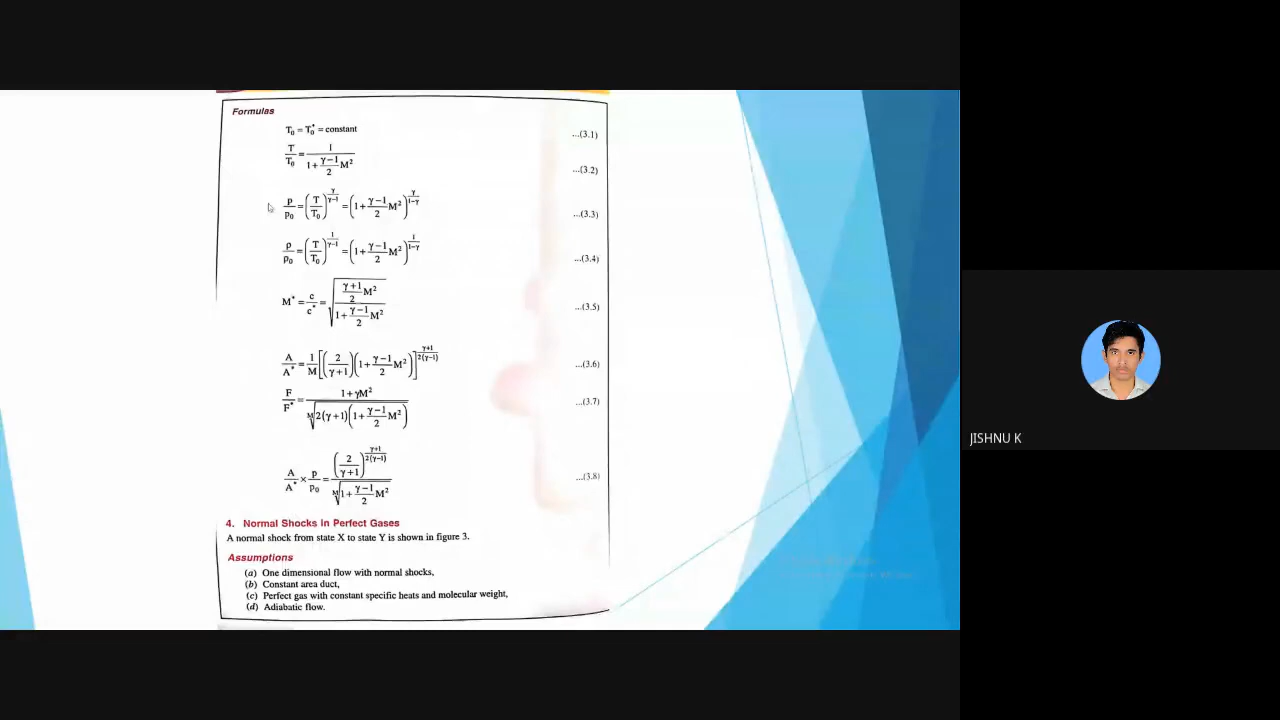 Formulas
T₀ = T₀* = constant ...(3.1)
T/T₀ = 1/(1+(γ−1)/2 M²) ...(3.2)
p/p₀ = (T/T₀)^(γ/(γ−1)) = (1+(γ−1)/2 M²)^(γ/(1−γ)) ...(3.3)
ρ/ρ₀ = (T/T₀)^(1/(γ−1)) = (1+(γ−1)/2 M²)^(1/(1−γ)) ...(3.4)
M* = c/c* = √(((γ+1)/2 M²)/(1+(γ−1)/2 M²)) ...(3.5)
A/A* = 1/M [(2/(γ+1))(1+(γ−1)/2 M²)]^((γ+1)/(2(γ−1))) ...(3.6)
F/F* = (1+γM²)/(M√(2(γ+1)(1+(γ−1)/2 M²))) ...(3.7)
A/A* × p/p₀ = (2/(γ+1))^((γ+1)/(2(γ−1)))/(M√(1+(γ−1)/2 M²)) ...(3.8)
4. Normal Shocks in Perfect Gases
A normal shock from state X to state Y is shown in figure 3.
Assumptions
(a) One dimensional flow with normal shocks,
(b) Constant area duct,
(c) Perfect gas with constant specific heats and molecular weight,
(d) Adiabatic flow.
JISHNU K